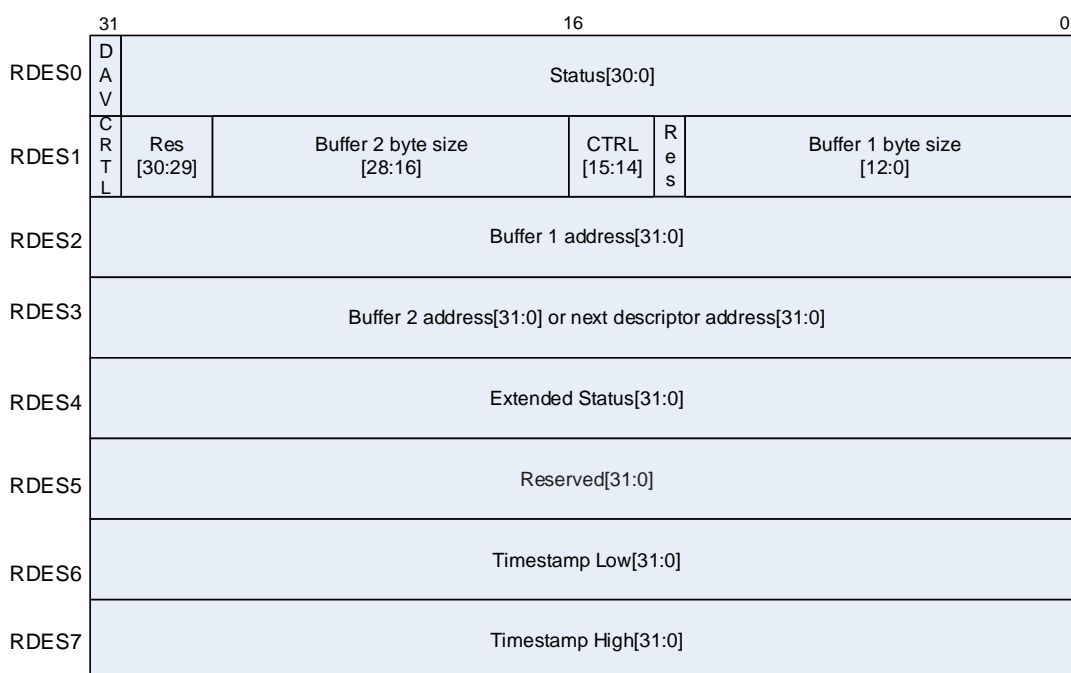 31 16 0
RDES0 DAV Status[30:0]
RDES1 CRTL Res [30:29] Buffer 2 byte size [28:16] CTRL [15:14] Res Buffer 1 byte size [12:0]
RDES2 Buffer 1 address[31:0]
RDES3 Buffer 2 address[31:0] or next descriptor address[31:0]
RDES4 Extended Status[31:0]
RDES5 Reserved[31:0]
RDES6 Timestamp Low[31:0]
RDES7 Timestamp High[31:0]